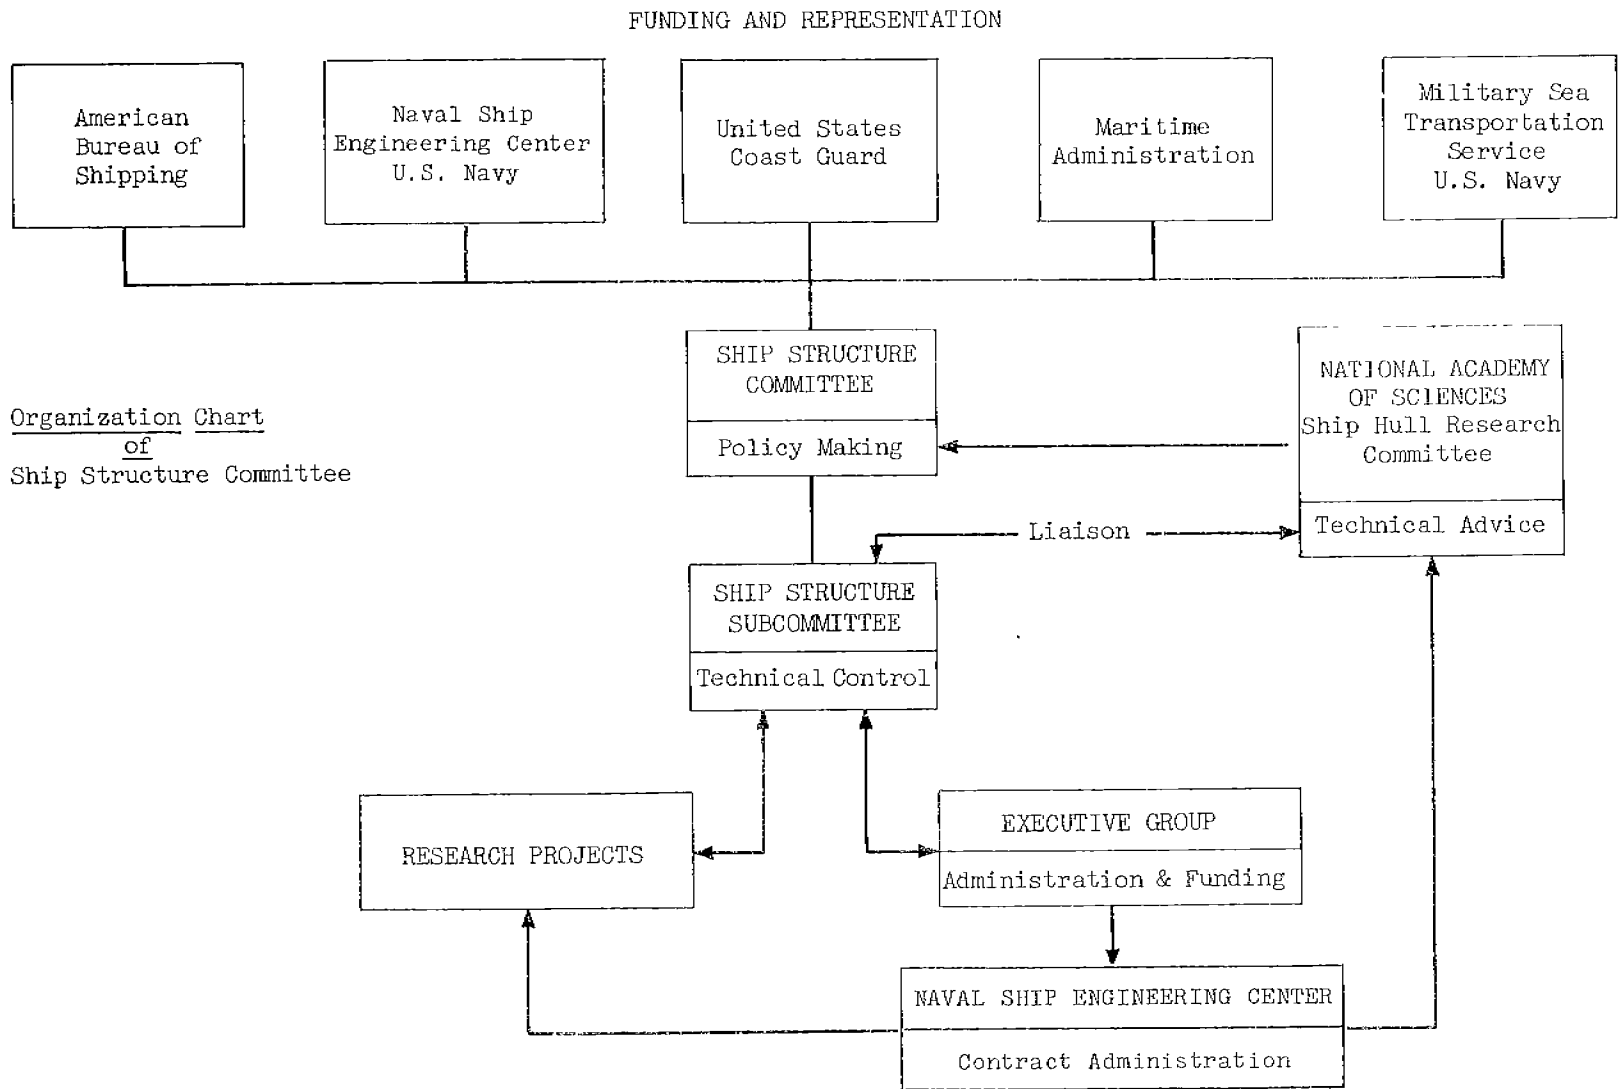 FUNDING AND REPRESENTATION
American
Bureau of
Shipping
Naval Ship
Engineering Center
U.S. Navy
United States
Coast Guard
Maritime
Administration
Military Sea
Transportation
Service
U.S. Navy
Organization Chart
of
Ship Structure Committee
SHIP STRUCTURE
COMMITTEE
Policy Making
NATIONAL ACADEMY
OF SCIENCES
Ship Hull Research
Committee
Technical Advice
Liaison
SHIP STRUCTURE
SUBCOMMITTEE
Technical Control
RESEARCH PROJECTS
EXECUTIVE GROUP
Administration & Funding
NAVAL SHIP ENGINEERING CENTER
Contract Administration